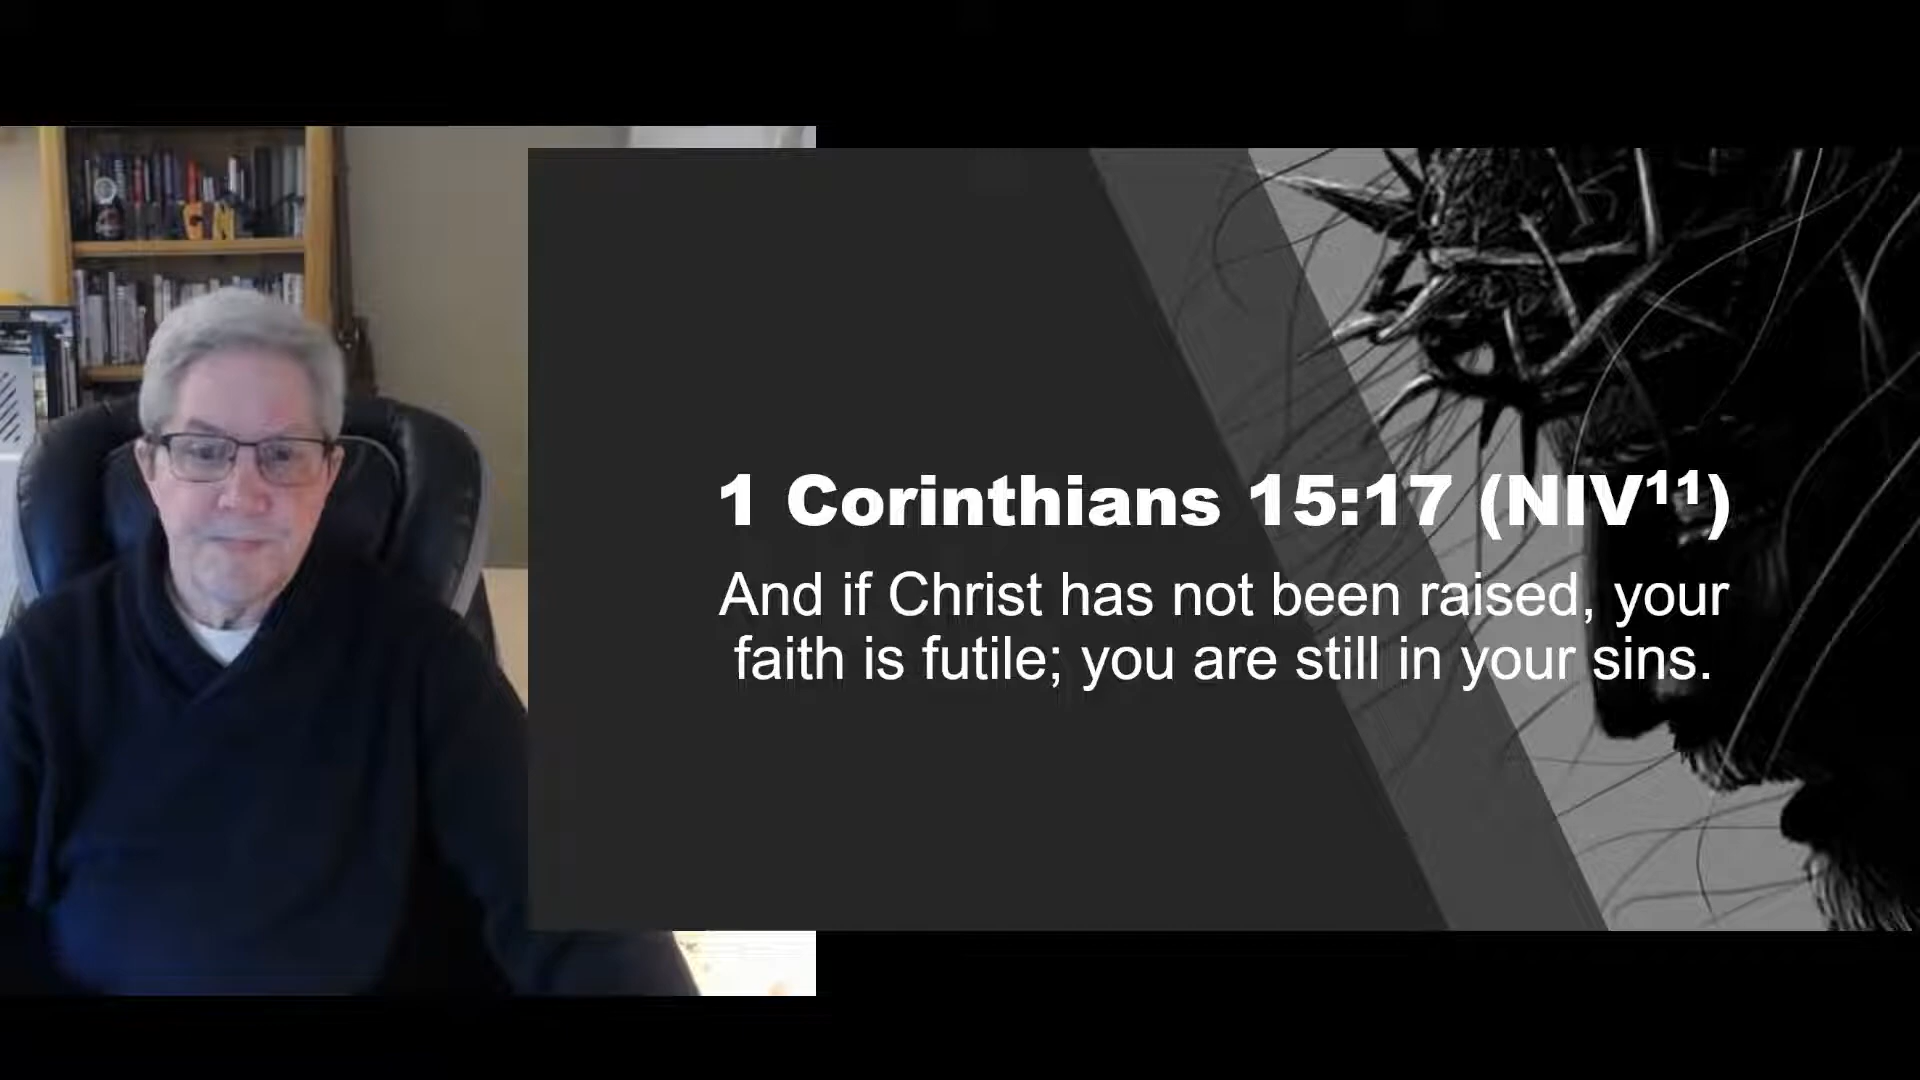 1 Corinthians 15:17 (NIV¹¹)
And if Christ has not been raised, your
faith is futile; you are still in your sins.